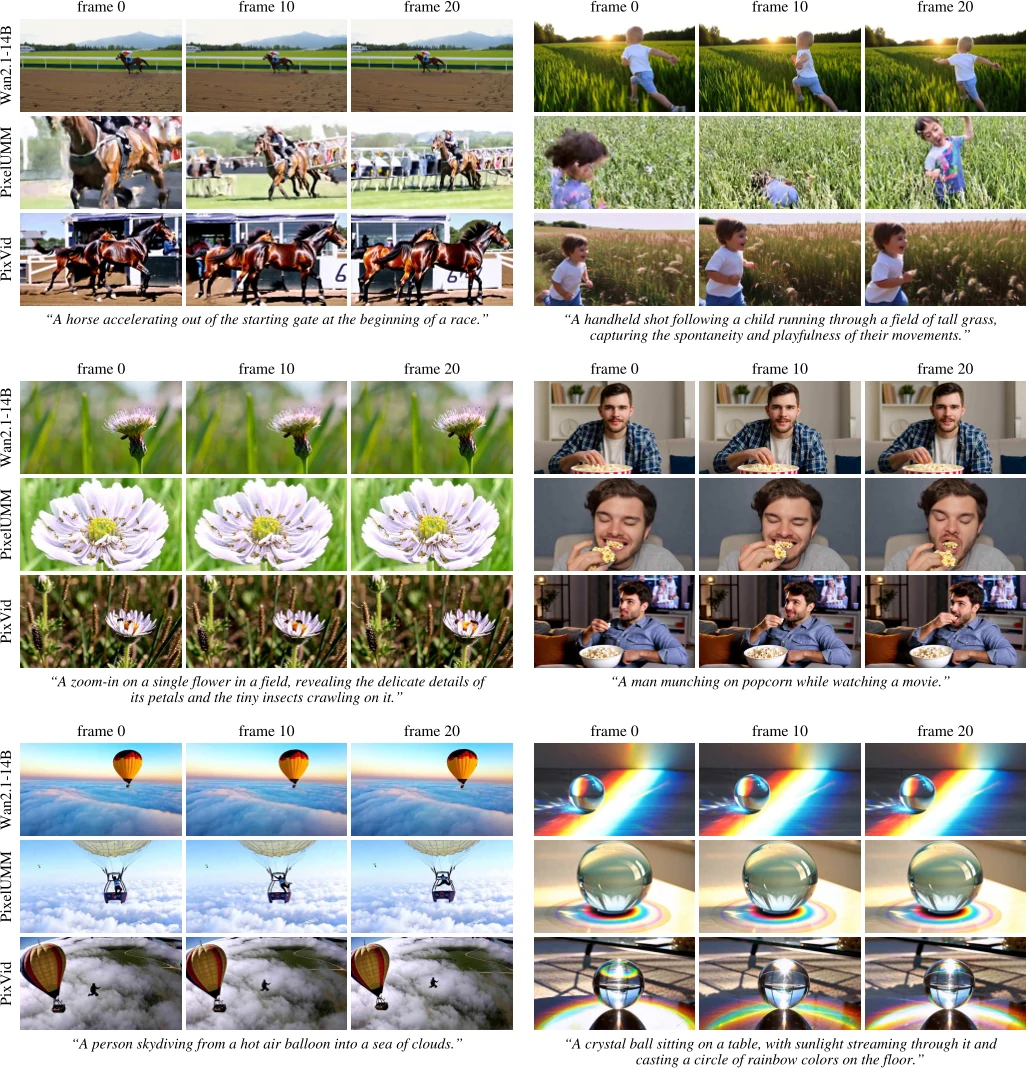 frame 0 frame 10 frame 20 frame 0 frame 10 frame 20
Wan2.1-14B
PixelUMM
PixVid
6
6
“A horse accelerating out of the starting gate at the beginning of a race.”
“A handheld shot following a child running through a field of tall grass,
capturing the spontaneity and playfulness of their movements.”
frame 0 frame 10 frame 20 frame 0 frame 10 frame 20
Wan2.1-14B
PixelUMM
PixVid
“A zoom-in on a single flower in a field, revealing the delicate details of
its petals and the tiny insects crawling on it.”
“A man munching on popcorn while watching a movie.”
frame 0 frame 10 frame 20 frame 0 frame 10 frame 20
Wan2.1-14B
PixelUMM
PixVid
“A person skydiving from a hot air balloon into a sea of clouds.”
“A crystal ball sitting on a table, with sunlight streaming through it and
casting a circle of rainbow colors on the floor.”